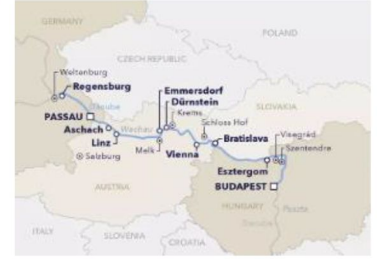 GERMANY
POLAND
CZECH REPUBLIC
Weltenburg
Regensburg
Emmersdorf
Dürnstein
Krems
SLOVAKIA
PASSAU
Danube
Schloss Hof
Visegrád
Aschach
Wachau
Bratislava
Szentendre
Linz
Salzburg
Melk
Vienna
Esztergom
AUSTRIA
BUDAPEST
HUNGARY
Puszta
ITALY
SLOVENIA
CROATIA